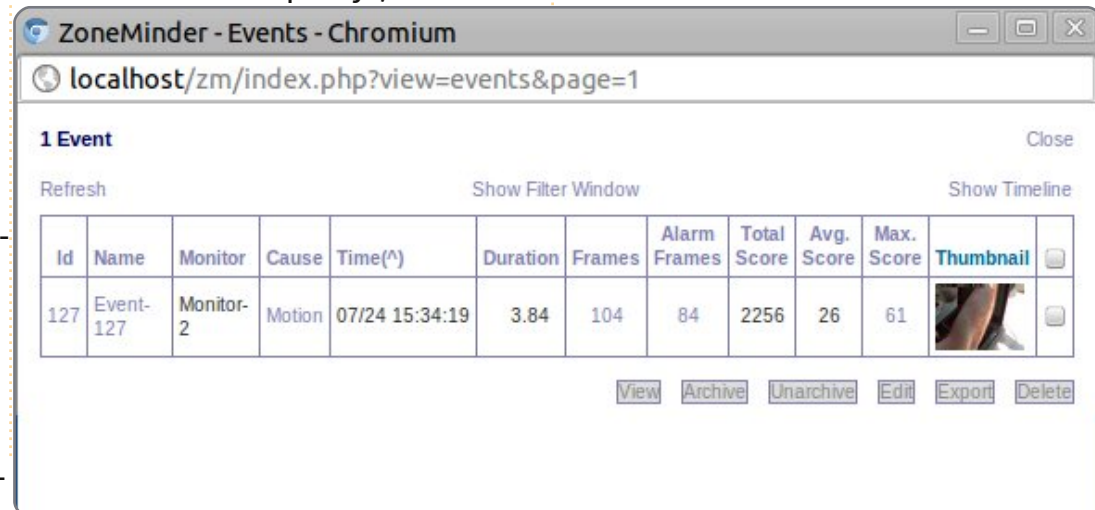 ZoneMinder - Events - Chromium
localhost/zm/index.php?view=events&page=1
1 Event Close
Refresh Show Filter Window Show Timeline
Id Name Monitor Cause Time(^) Duration Frames Alarm Frames Total Score Avg. Score Max. Score Thumbnail
127 Event-127 Monitor-2 Motion 07/24 15:34:19 3.84 104 84 2256 26 61
View Archive Unarchive Edit Export Delete